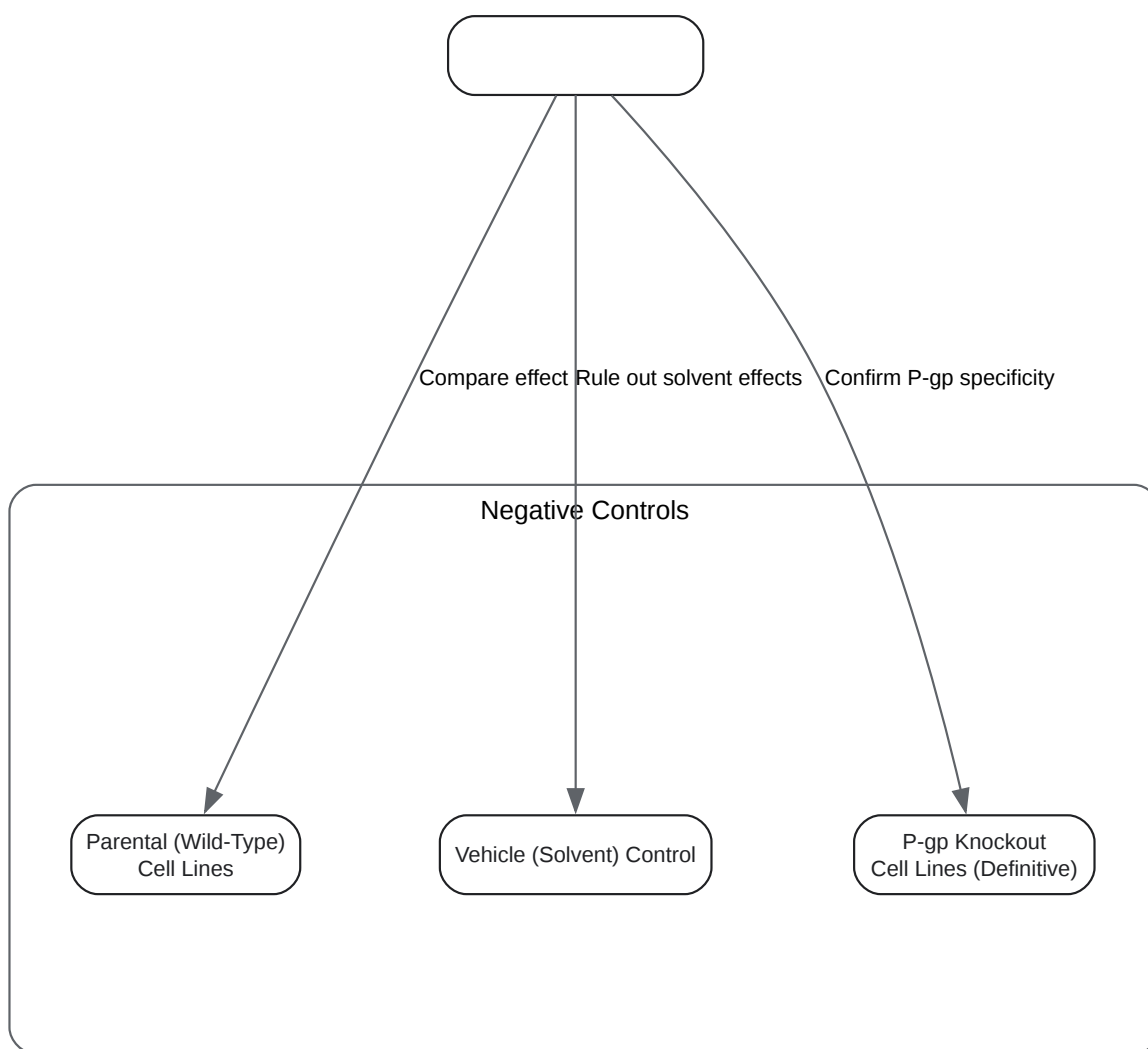 Compare effect
Rule out solvent effects
Confirm P-gp specificity
Negative Controls
Parental (Wild-Type)
Cell Lines
Vehicle (Solvent) Control
P-gp Knockout
Cell Lines (Definitive)